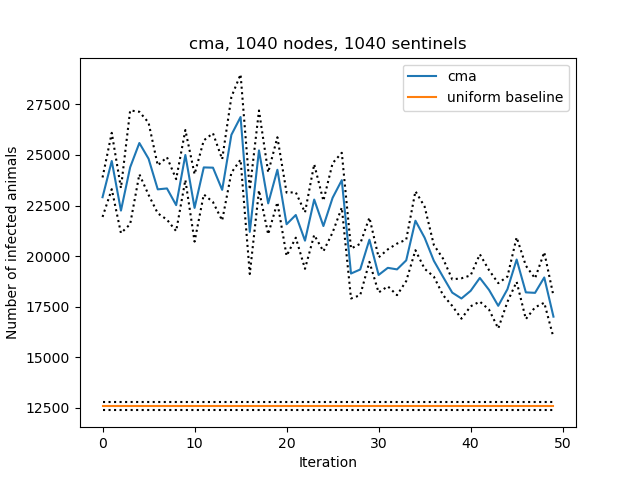 cma, 1040 nodes, 1040 sentinels
cma
uniform baseline
Number of infected animals
27500
25000
22500
20000
17500
15000
12500
0 10 20 30 40 50
Iteration